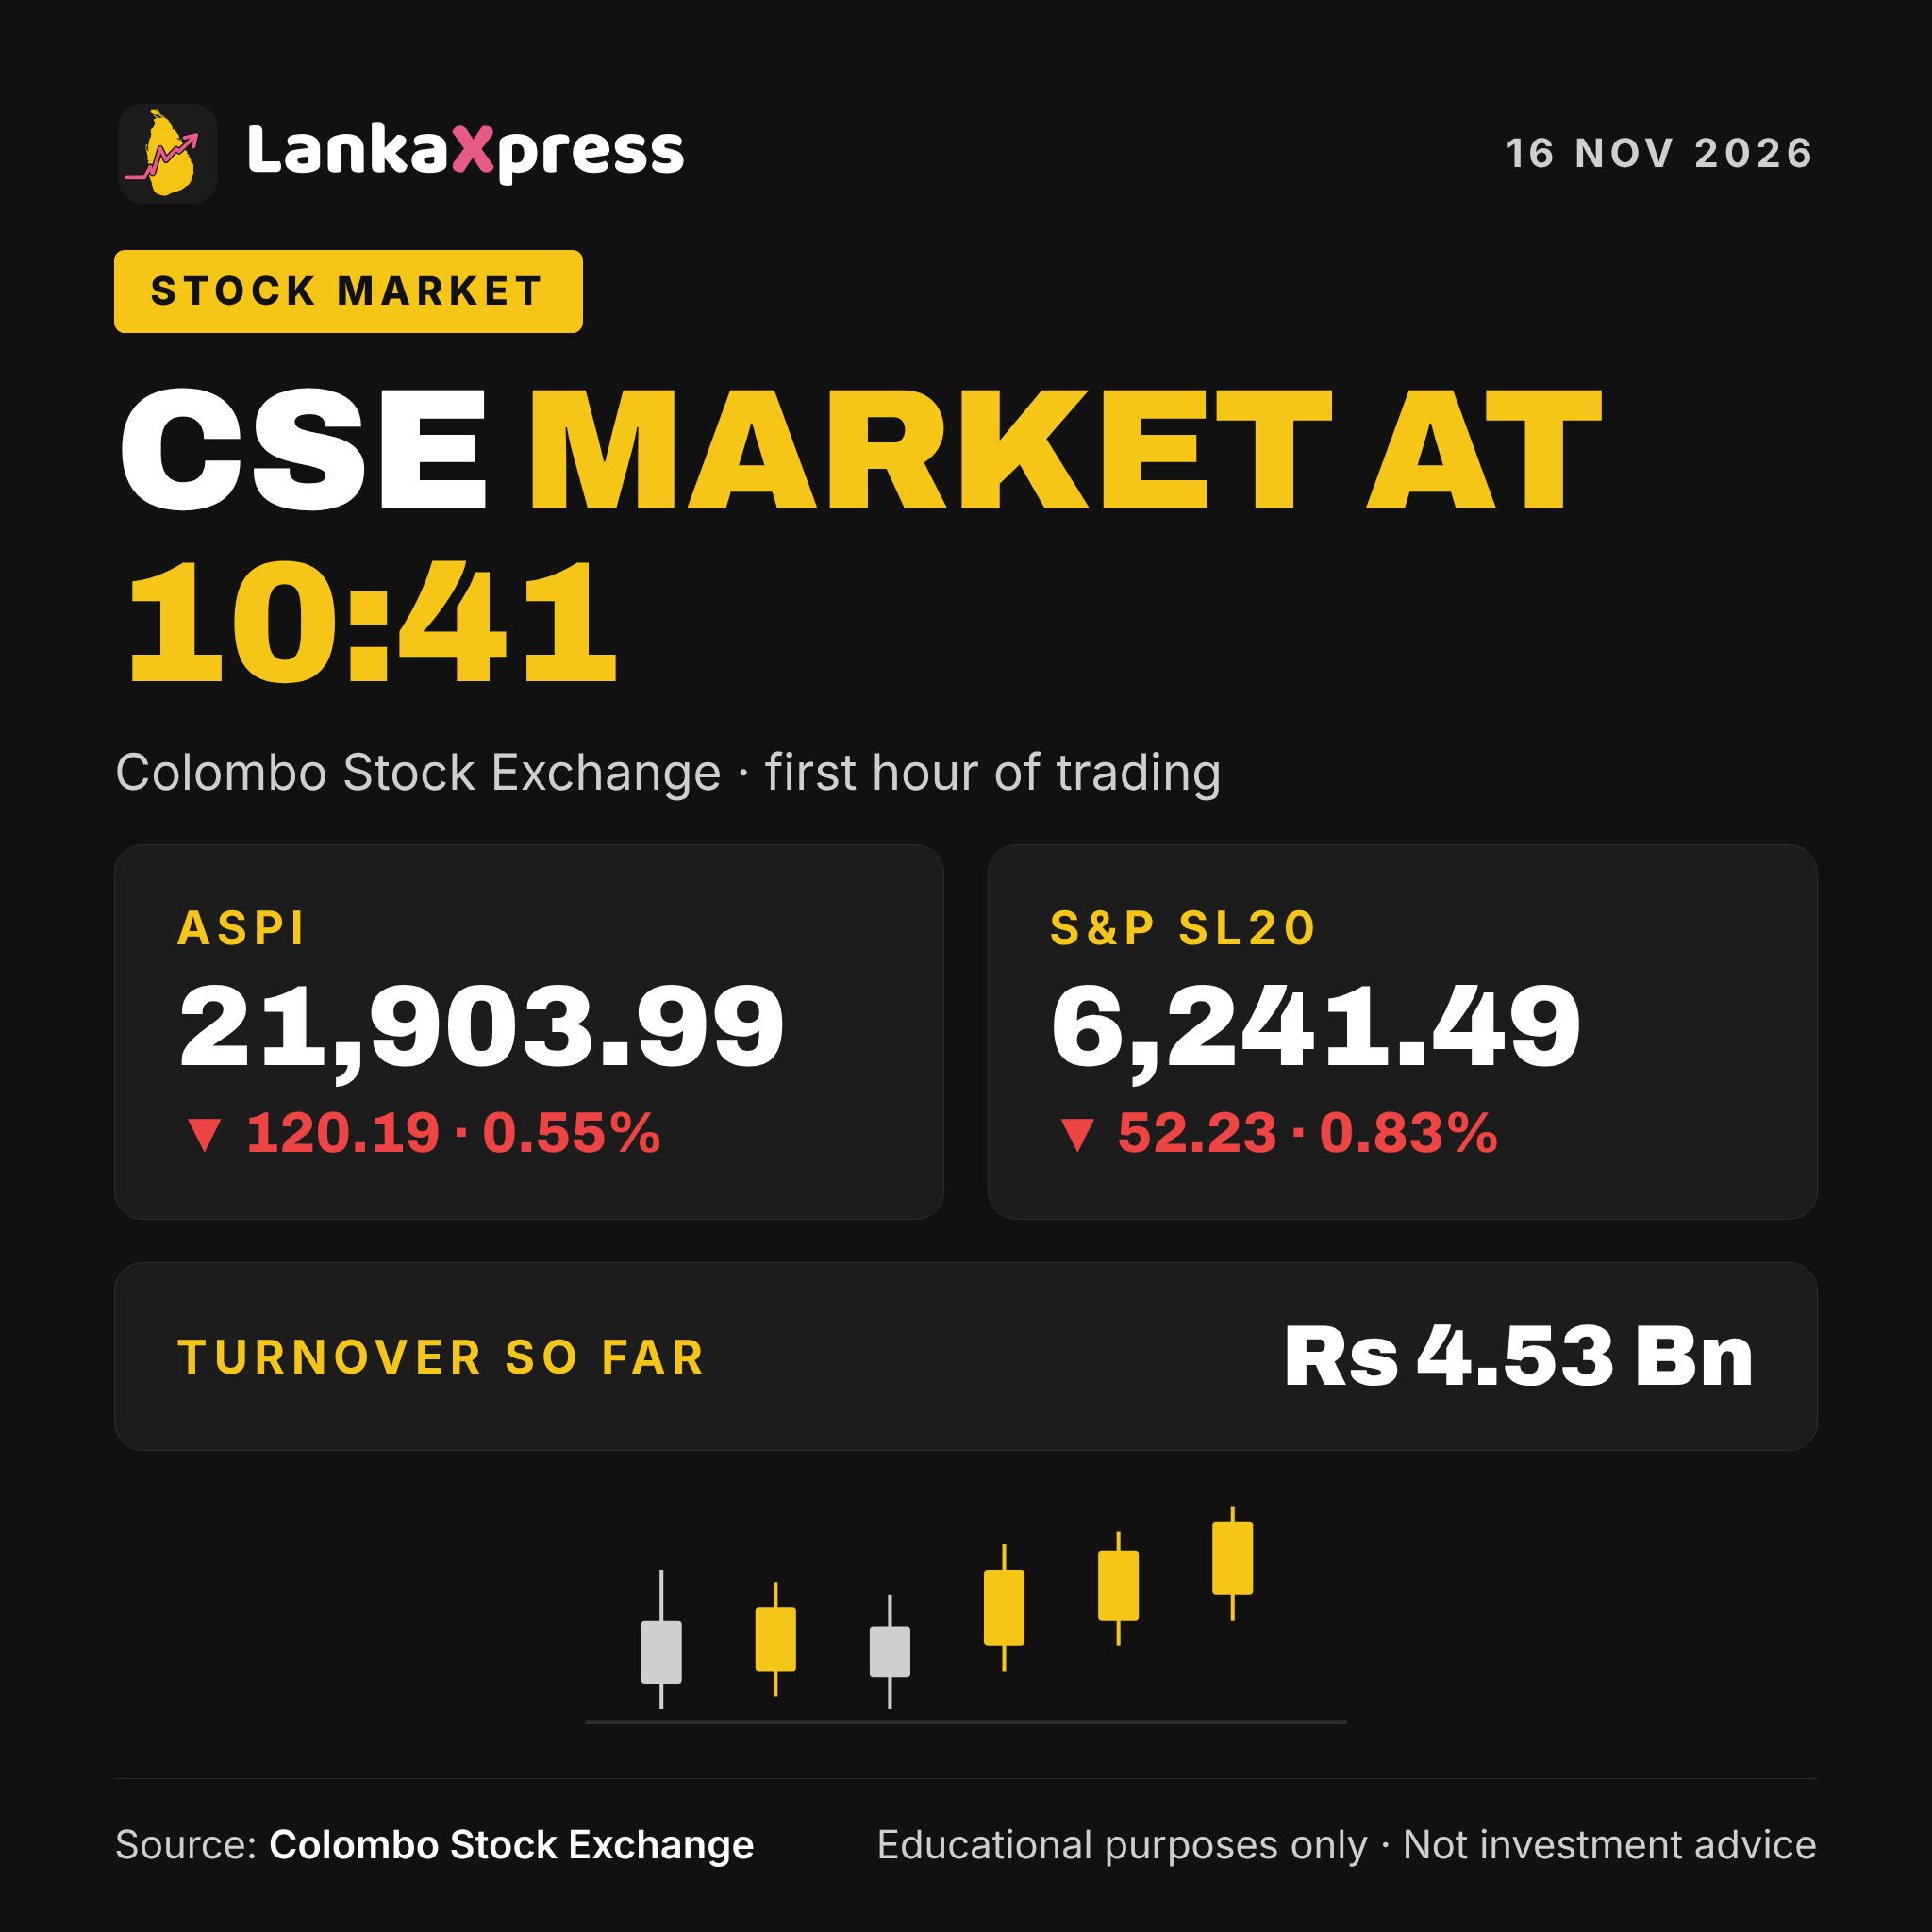 LankaXpress
16 NOV 2026
STOCK MARKET
CSE MARKET AT
10:41
Colombo Stock Exchange · first hour of trading
ASPI
21,903.99
▼ 120.19 · 0.55%
S&P SL20
6,241.49
▼ 52.23 · 0.83%
TURNOVER SO FAR
Rs 4.53 Bn
Source: Colombo Stock Exchange
Educational purposes only · Not investment advice